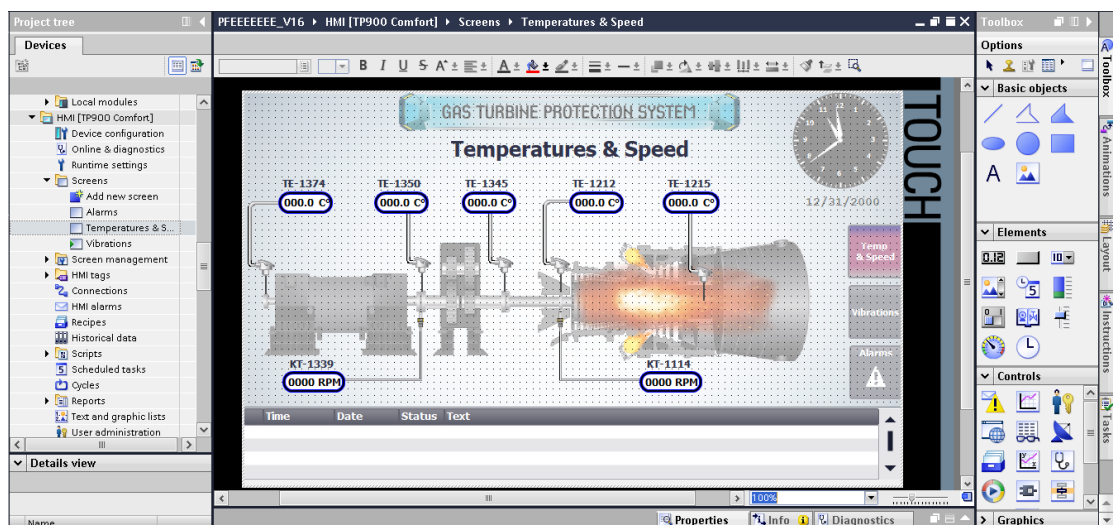 Project tree
PFEEEEEEE_V16 HMI [TP900 Comfort] Screens Temperatures & Speed
Toolbox
Devices
Options
B I U S A
Local modules
HMI [TP900 Comfort]
Device configuration
Online & diagnostics
Runtime settings
Screens
Add new screen
Alarms
Temperatures & S...
Vibrations
Screen management
HMI tags
Connections
HMI alarms
Recipes
Historical data
Scripts
Scheduled tasks
Cycles
Reports
Text and graphic lists
User administration
Details view
Name
GAS TURBINE PROTECTION SYSTEM
Temperatures & Speed
12
TOUCH
12/31/2000
TE-1374 TE-1350 TE-1345 TE-1212 TE-1215
000.0 C° 000.0 C° 000.0 C° 000.0 C° 000.0 C°
Temp
& Speed
Vibrations
Alarms
KT-1339 KT-1114
0000 RPM 0000 RPM
Time Date Status Text
100%
Properties Info Diagnostics
Basic objects
A
Elements
0.12 10
5
Controls
Graphics
Toolbox
Animations
Layout
Instructions
Tasks